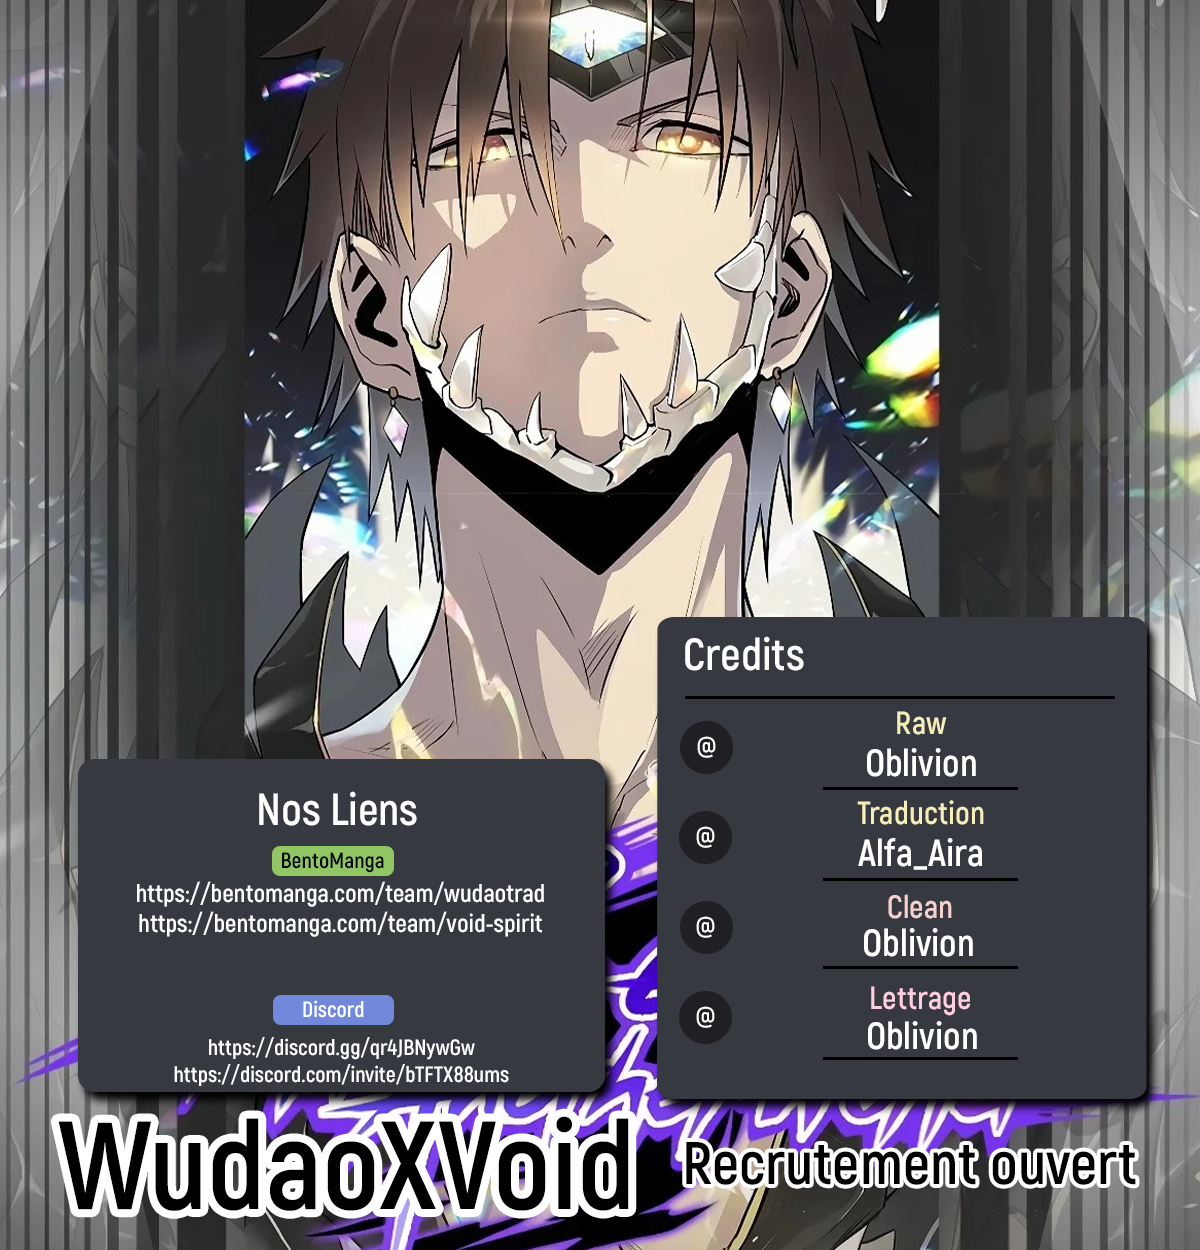 Credits
@
Raw
Oblivion
@
Traduction
Alfa_Aira
@
Clean
Oblivion
@
Lettrage
Oblivion
Nos Liens
BentoManga
https://bentomanga.com/team/wudaotrad
https://bentomanga.com/team/void-spirit
Discord
https://discord.gg/qr4JBNywGw
https://discord.com/invite/bTFTX88ums
WudaoXVoid
Recrutement ouvert